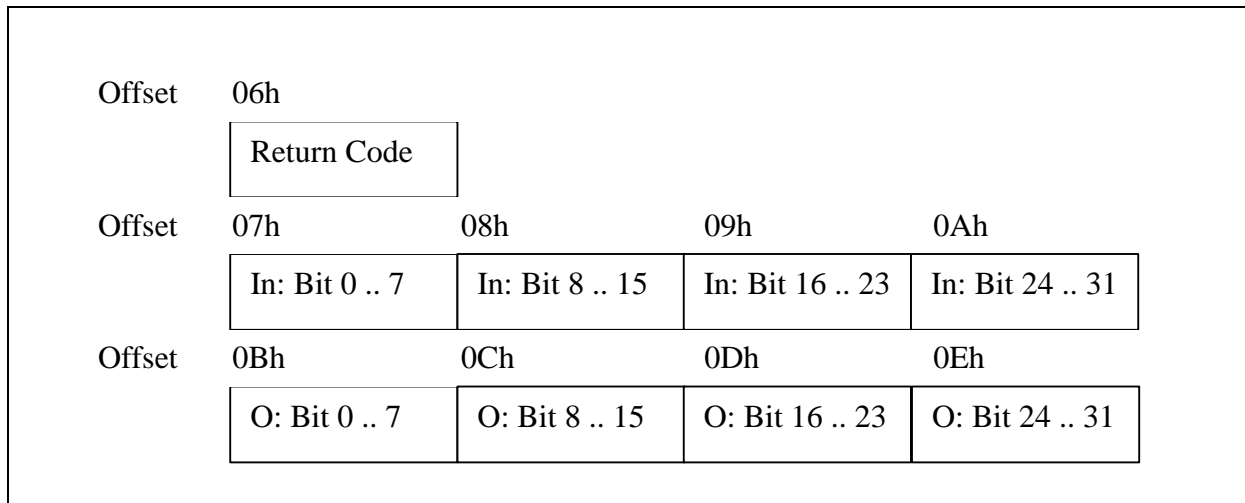 Offset 06h
Return Code
Offset 07h 08h 09h 0Ah
In: Bit 0 .. 7 In: Bit 8 .. 15 In: Bit 16 .. 23 In: Bit 24 .. 31
Offset 0Bh 0Ch 0Dh 0Eh
O: Bit 0 .. 7 O: Bit 8 .. 15 O: Bit 16 .. 23 O: Bit 24 .. 31